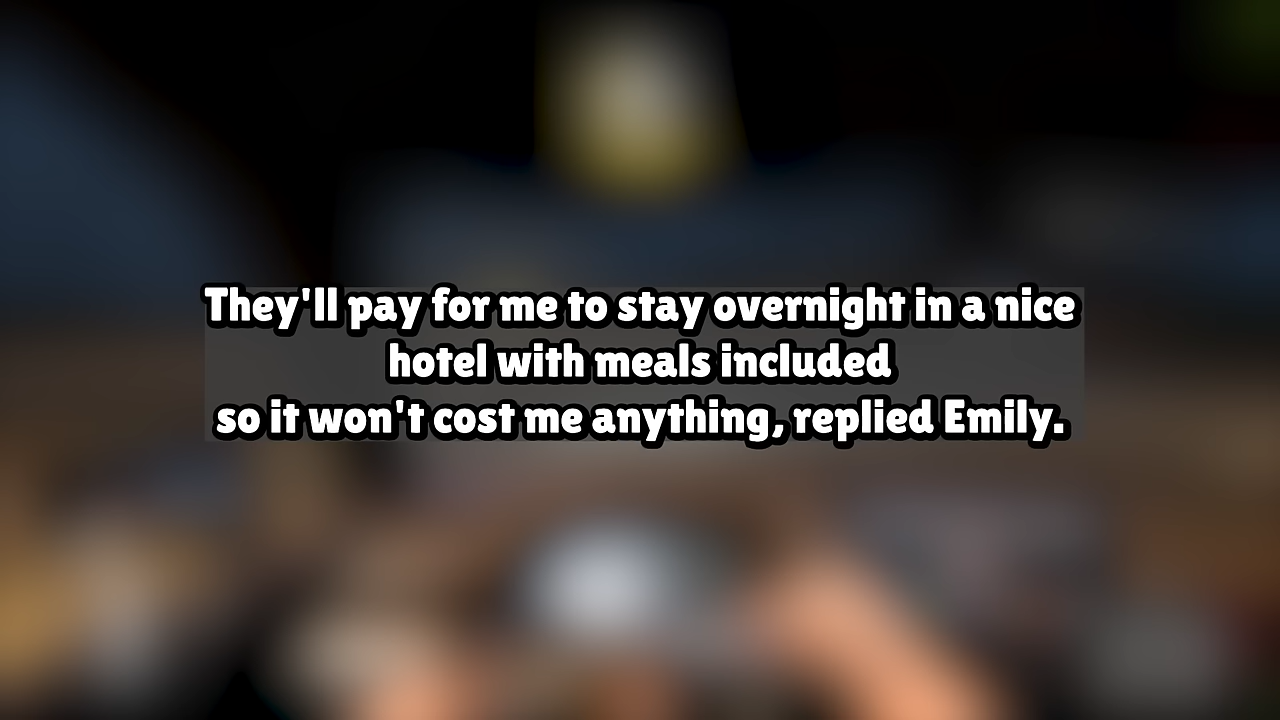 They'll pay for me to stay overnight in a nice
hotel with meals included
so it won't cost me anything, replied Emily.